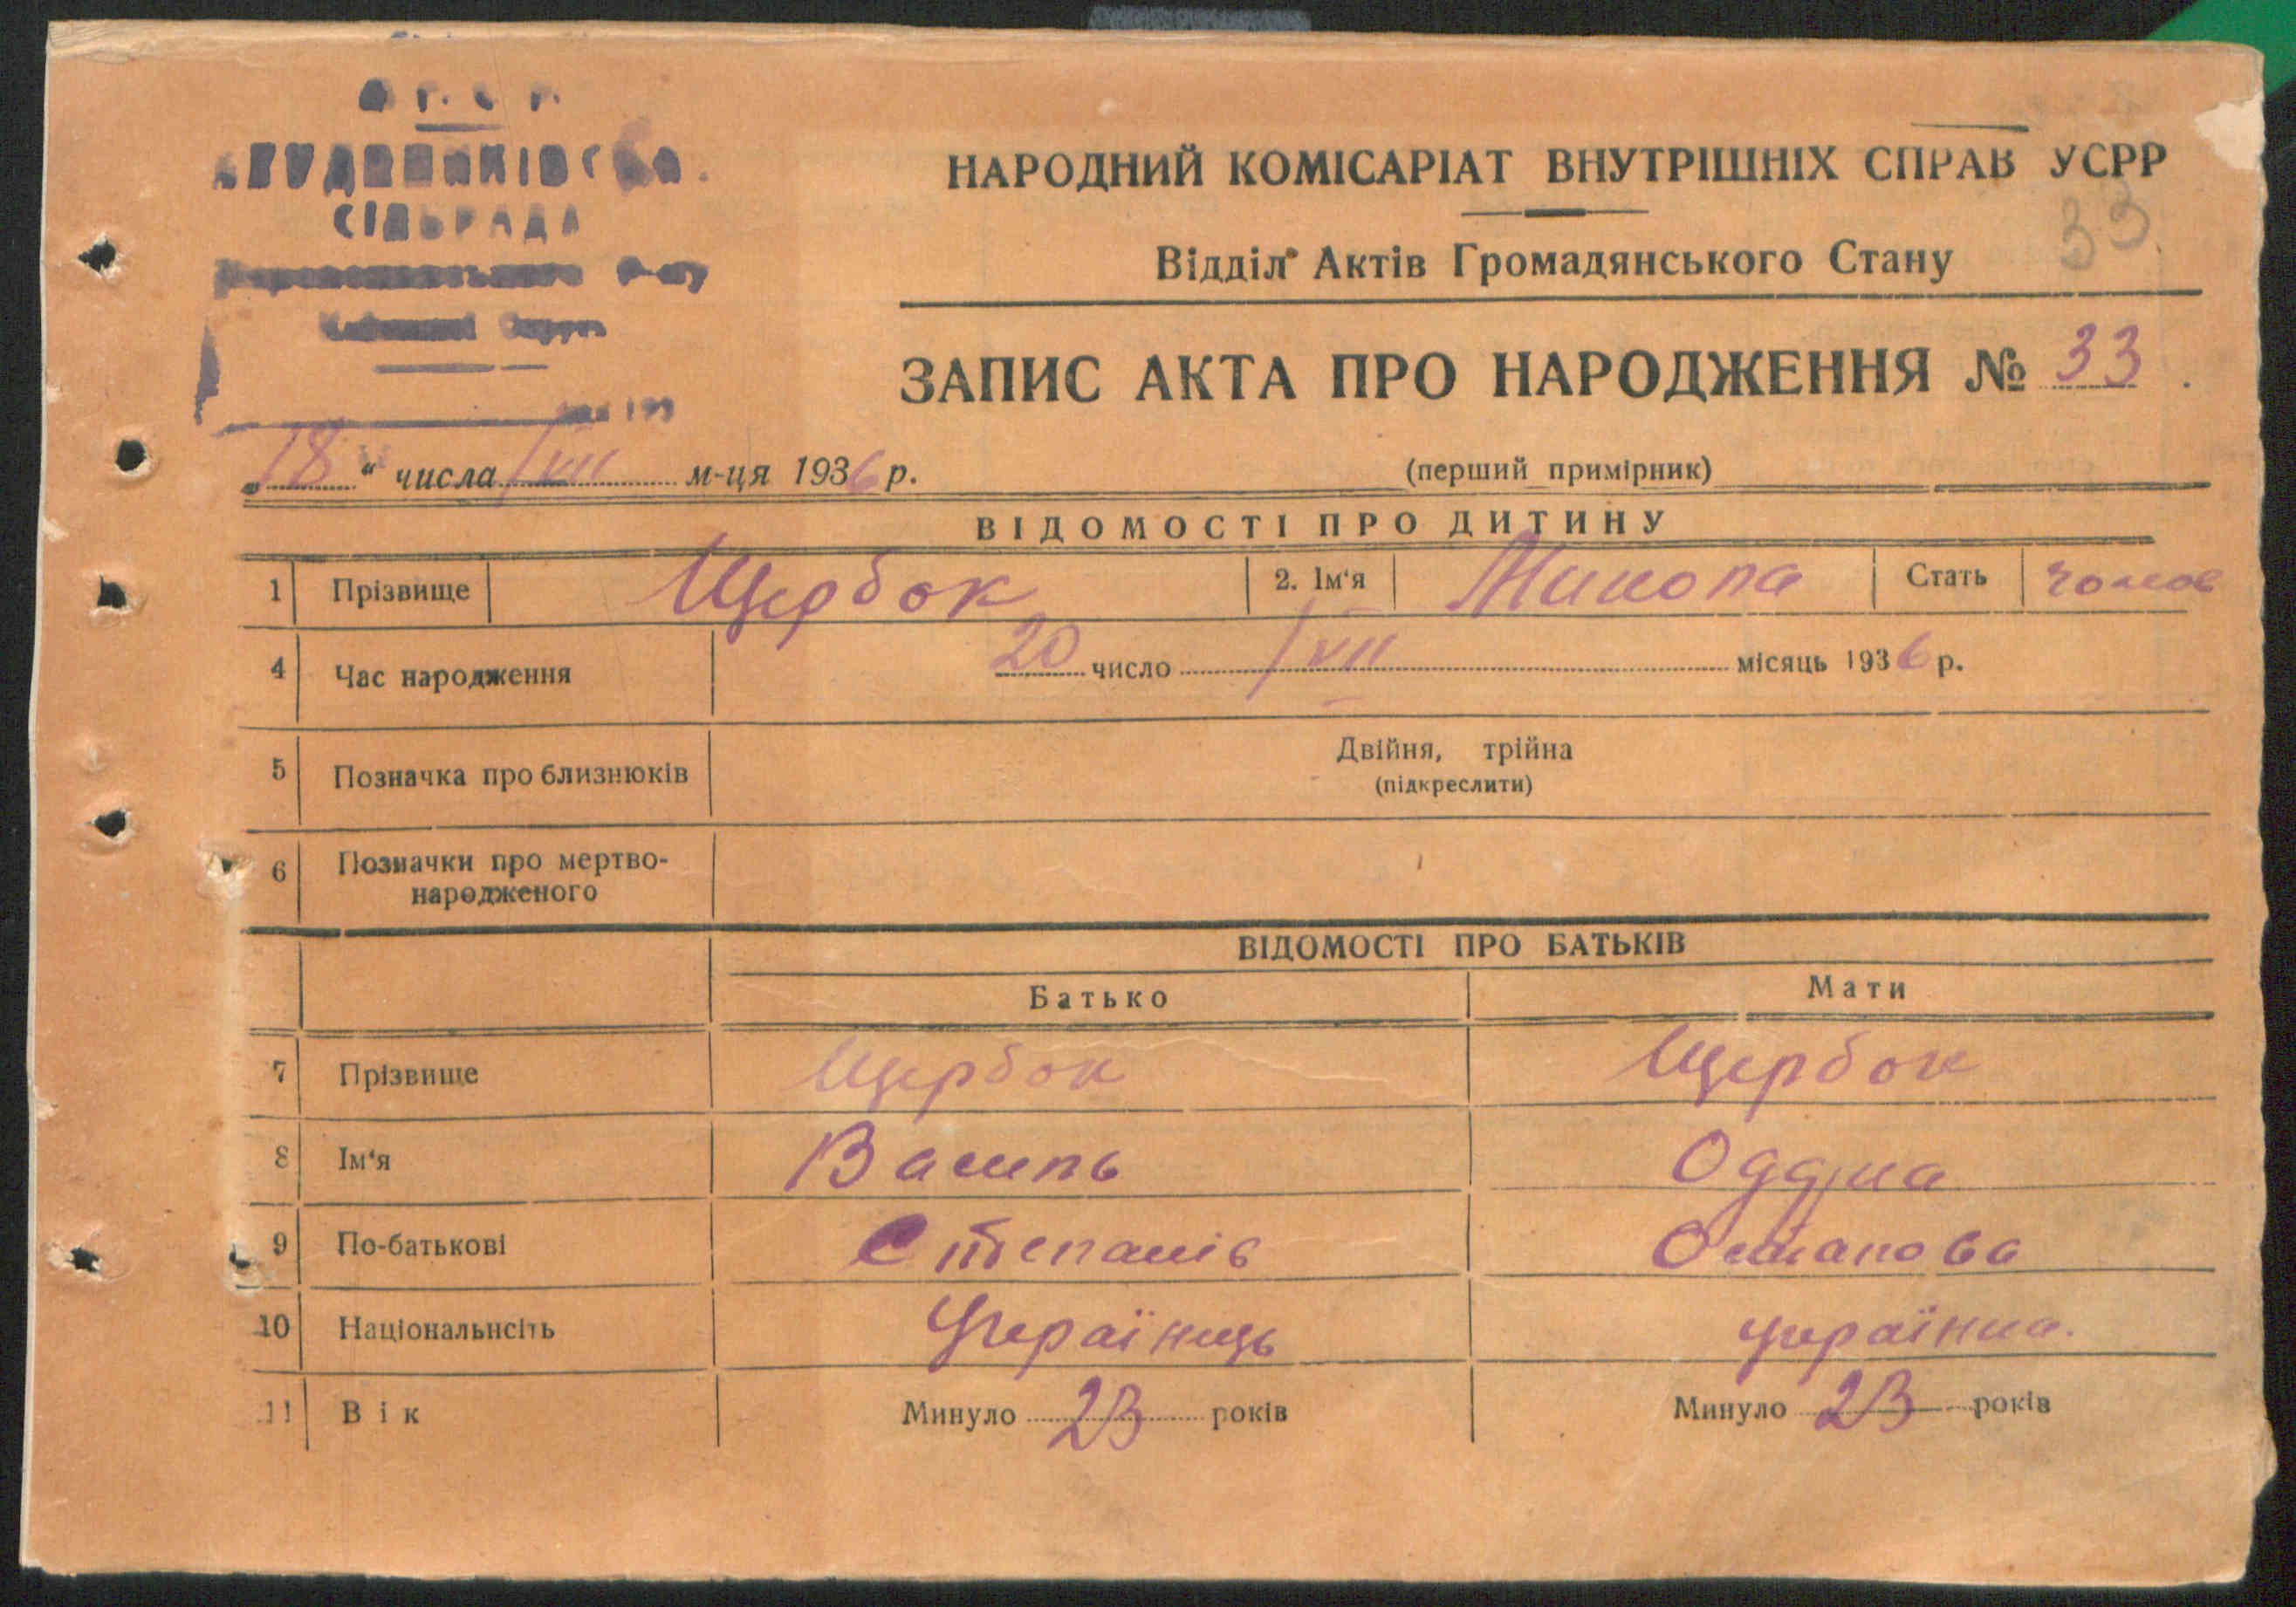 СІЛЬРАДА
НАРОДНИЙ КОМІСАРІАТ ВНУТРІШНІХ СПРАВ УСРР
33
Відділ Актів Громадянського Стану
ЗАПИС АКТА ПРО НАРОДЖЕННЯ № 33.
„18“ числа /VII м-ця 1936 р.
(перший примірник)
ВІДОМОСТІ ПРО ДИТИНУ
1 Прізвище Щербок 2. Ім'я Микола Стать чолов
4 Час народження 20 число /VII місяць 1936 р.
5 Позначка про близнюків Двійня, трійна
(підкреслити)
6 Позначки про мертво-
народженого
ВІДОМОСТІ ПРО БАТЬКІВ
Батько Мати
7 Прізвище Щербок Щербок
8 Ім'я Василь
9 По-батькові Степанів Остапова
10 Національнсіть Українець українка.
11 Вік Минуло 23 років Минуло 23 років